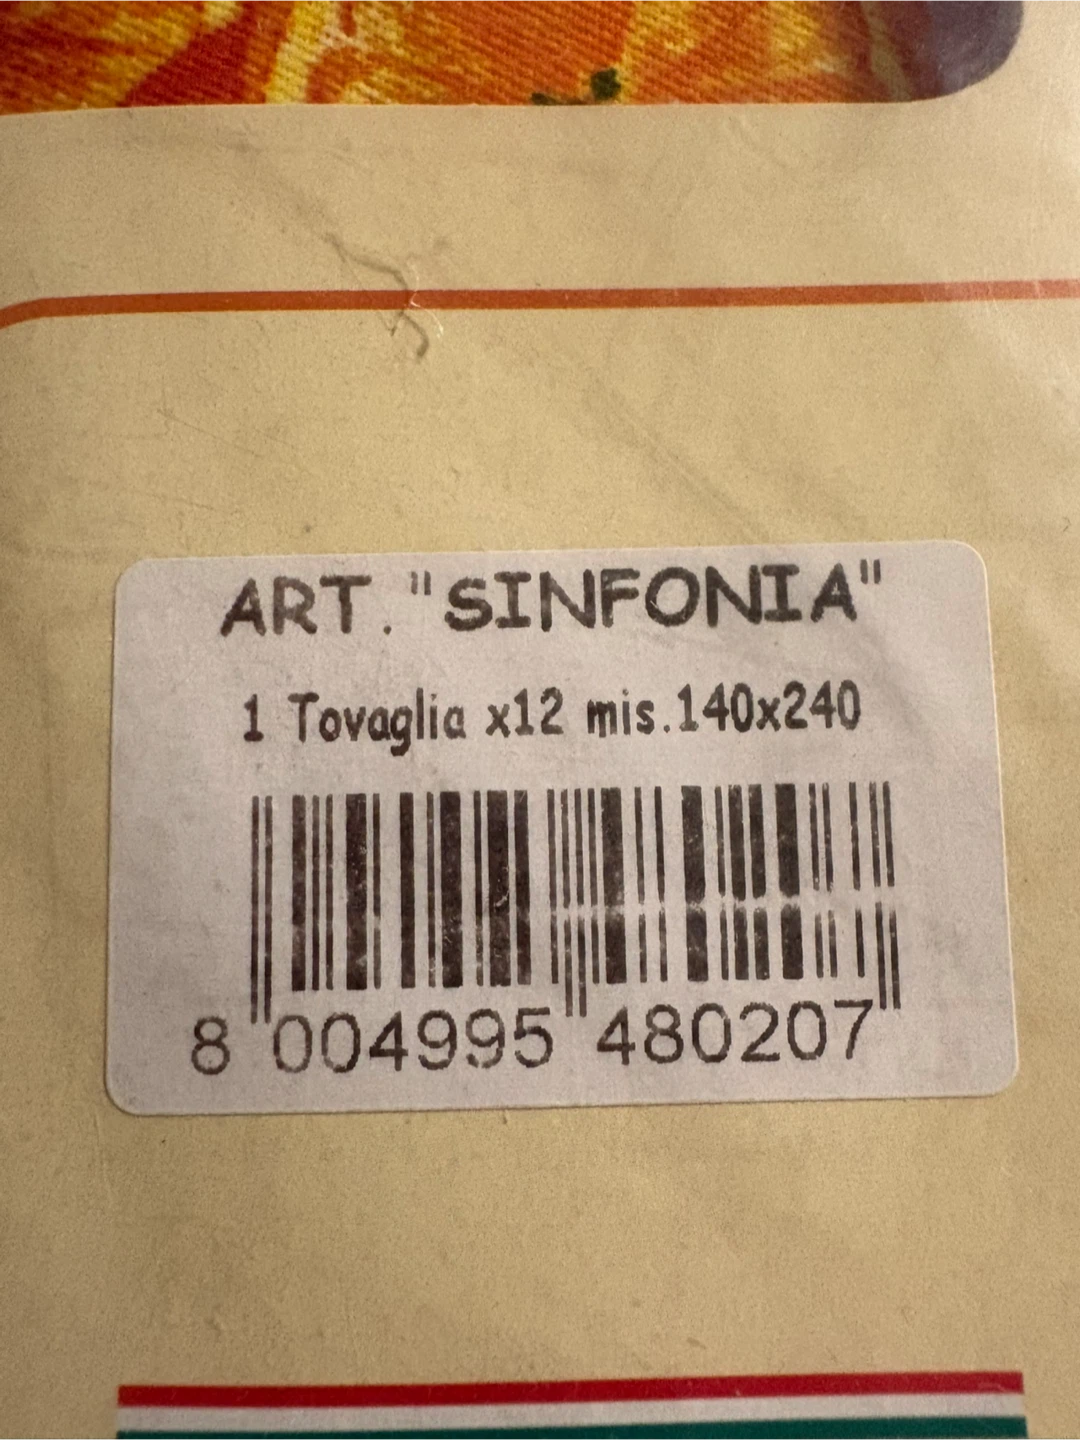 ART. "SINFONIA"
1 Tovaglia x12 mis.140x240
8 004995 480207